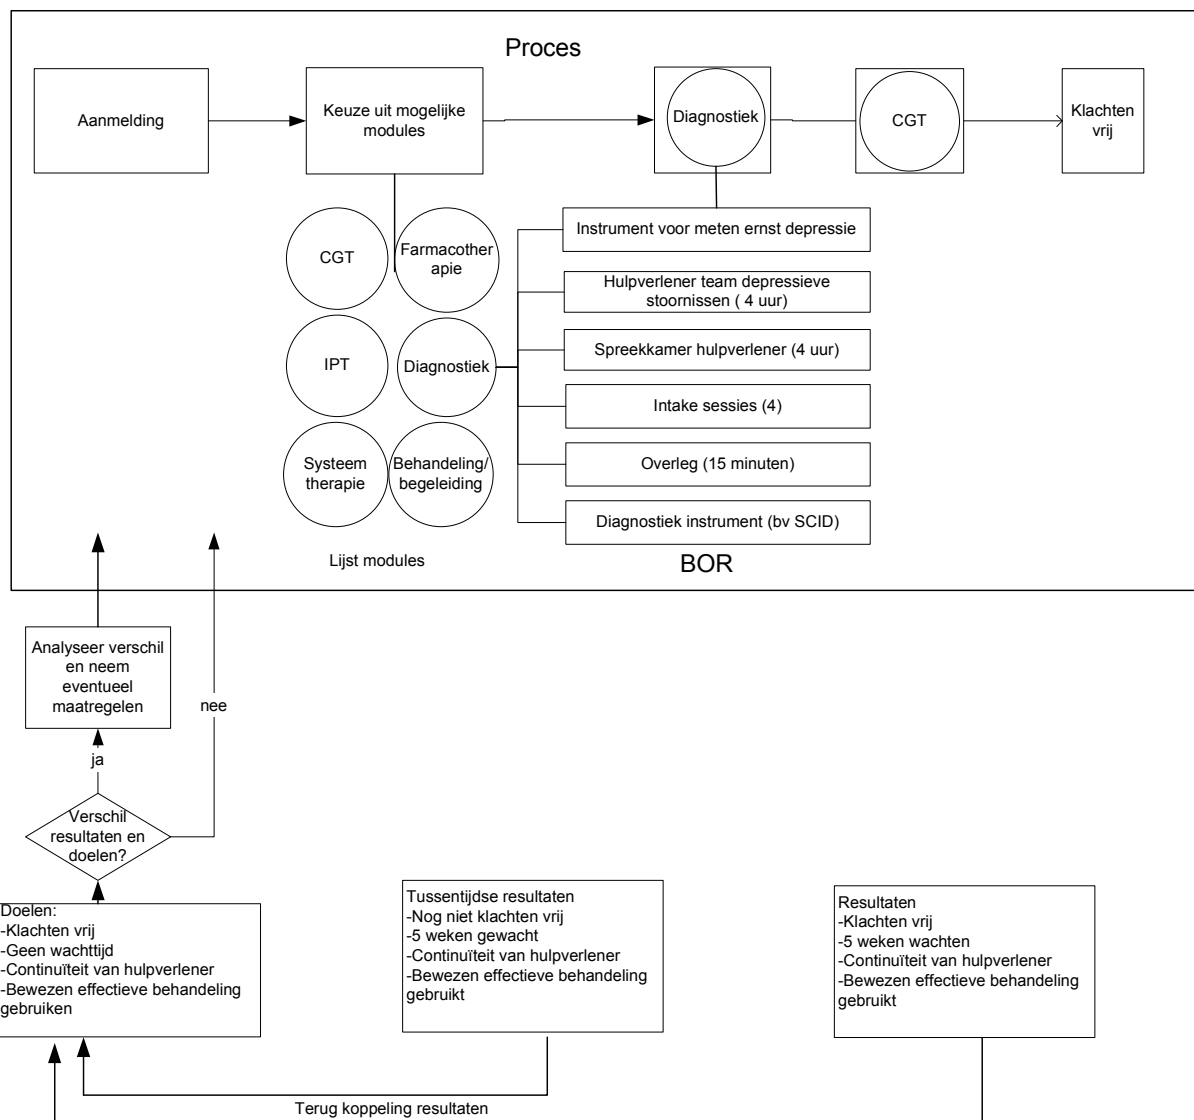 Proces
Aanmelding
Keuze uit mogelijke
modules
Diagnostiek
CGT
Klachten
vrij
CGT
Farmacother
apie
IPT
Diagnostiek
Systeem
therapie
Behandeling/
begeleiding
Lijst modules
Instrument voor meten ernst depressie
Hulpverlener team depressieve
stoornissen ( 4 uur)
Spreekkamer hulpverlener (4 uur)
Intake sessies (4)
Overleg (15 minuten)
Diagnostiek instrument (bv SCID)
BOR
Analyseer verschil
en neem
eventueel
maatregelen
nee
ja
Verschil
resultaten en
doelen?
Doelen:
-Klachten vrij
-Geen wachttijd
-Continuïteit van hulpverlener
-Bewezen effectieve behandeling
gebruiken
Tussentijdse resultaten
-Nog niet klachten vrij
-5 weken gewacht
-Continuïteit van hulpverlener
-Bewezen effectieve behandeling
gebruikt
Resultaten
-Klachten vrij
-5 weken wachten
-Continuïteit van hulpverlener
-Bewezen effectieve behandeling
gebruikt
Terug koppeling resultaten